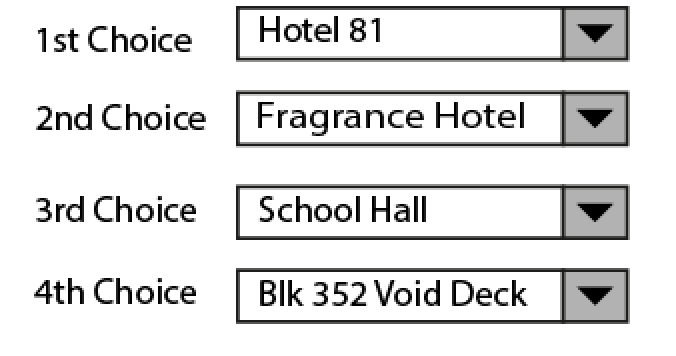 1st Choice Hotel 81
2nd Choice Fragrance Hotel
3rd Choice School Hall
4th Choice Blk 352 Void Deck